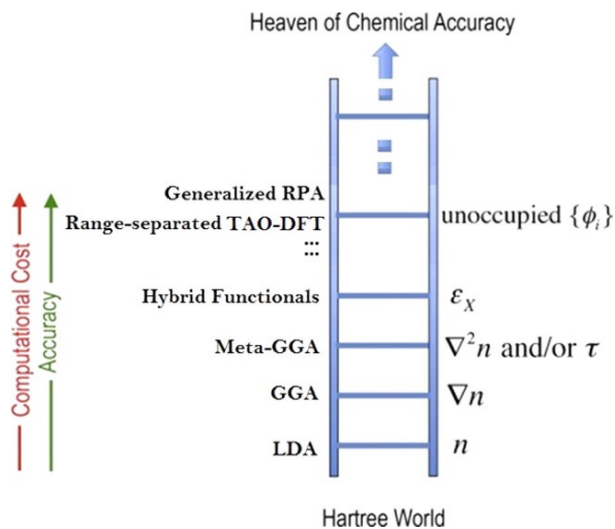 Heaven of Chemical Accuracy
Generalized RPA
Range-separated TAO-DFT
unoccupied {ϕᵢ}
Hybrid Functionals
ε_X
Meta-GGA
∇²n and/or τ
GGA
∇n
LDA
n
Computational Cost
Accuracy
Hartree World